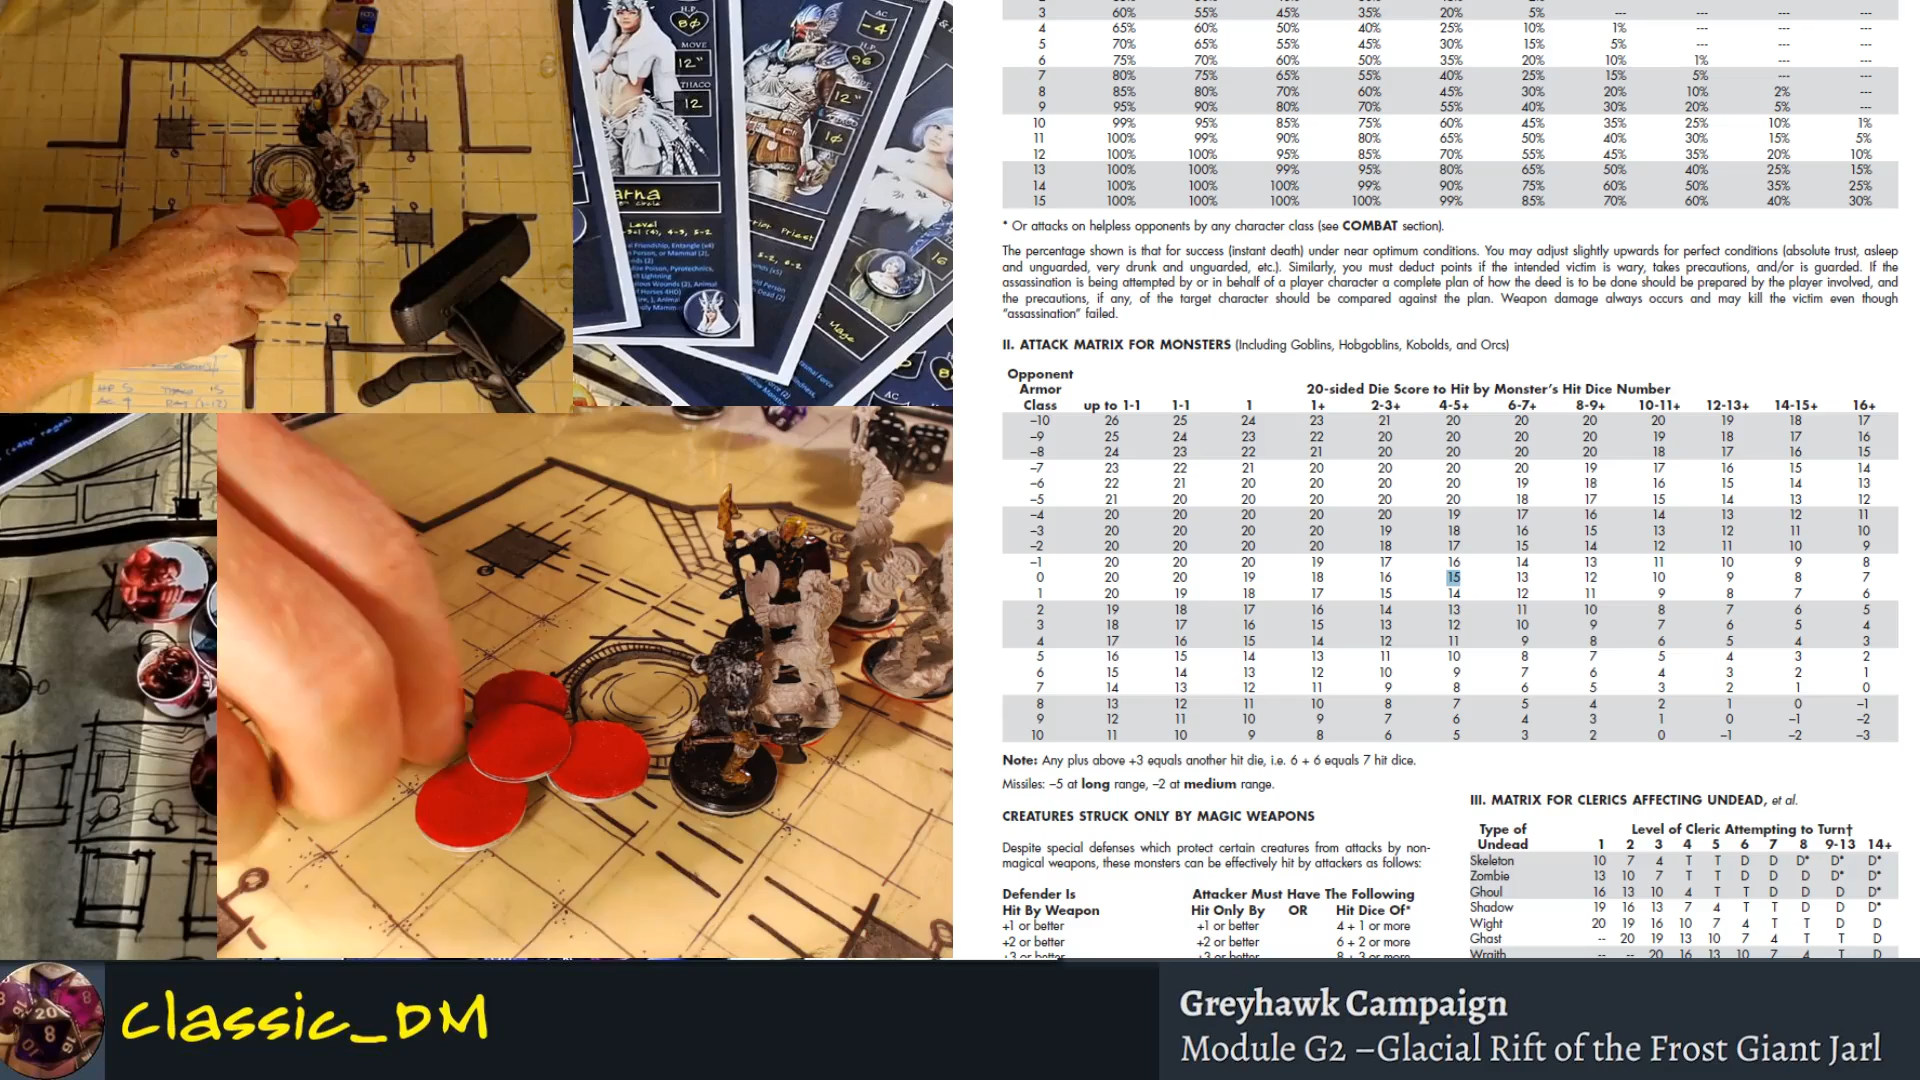 80
MOVE
12"
THACO
12
AC
-4
H.P.
96
12"
10
arna
Level
rior Priest
16
Mage
3 60% 55% 45% 35% 20% 5% --- --- --- ---
4 65% 60% 50% 40% 25% 10% 1% --- --- ---
5 70% 65% 55% 45% 30% 15% 5% --- --- ---
6 75% 70% 60% 50% 35% 20% 10% 1% --- ---
7 80% 75% 65% 55% 40% 25% 15% 5% --- ---
8 85% 80% 70% 60% 45% 30% 20% 10% 2% ---
9 95% 90% 80% 70% 55% 40% 30% 20% 5% ---
10 99% 95% 85% 75% 60% 45% 35% 25% 10% 1%
11 100% 99% 90% 80% 65% 50% 40% 30% 15% 5%
12 100% 100% 95% 85% 70% 55% 45% 35% 20% 10%
13 100% 100% 99% 95% 80% 65% 50% 40% 25% 15%
14 100% 100% 100% 99% 90% 75% 60% 50% 35% 25%
15 100% 100% 100% 100% 99% 85% 70% 60% 40% 30%
* Or attacks on helpless opponents by any character class (see COMBAT section).
The percentage shown is that for success (instant death) under near optimum conditions. You may adjust slightly upwards for perfect conditions (absolute trust, asleep
and unguarded, very drunk and unguarded, etc.). Similarly, you must deduct points if the intended victim is wary, takes precautions, and/or is guarded. If the
assassination is being attempted by or in behalf of a player character a complete plan of how the deed is to be done should be prepared by the player involved, and
the precautions, if any, of the target character should be compared against the plan. Weapon damage always occurs and may kill the victim even though
"assassination" failed.
II. ATTACK MATRIX FOR MONSTERS (Including Goblins, Hobgoblins, Kobolds, and Orcs)
Opponent
Armor 20-sided Die Score to Hit by Monster's Hit Dice Number
Class up to 1-1 1-1 1 1+ 2-3+ 4-5+ 6-7+ 8-9+ 10-11+ 12-13+ 14-15+ 16+
–10 26 25 24 23 21 20 20 20 20 19 18 17
–9 25 24 23 22 20 20 20 20 19 18 17 16
–8 24 23 22 21 20 20 20 20 18 17 16 15
–7 23 22 21 20 20 20 20 19 17 16 15 14
–6 22 21 20 20 20 20 19 18 16 15 14 13
–5 21 20 20 20 20 20 18 17 15 14 13 12
–4 20 20 20 20 20 19 17 16 14 13 12 11
–3 20 20 20 20 19 18 16 15 13 12 11 10
–2 20 20 20 20 18 17 15 14 12 11 10 9
–1 20 20 20 19 17 16 14 13 11 10 9 8
0 20 20 19 18 16 15 13 12 10 9 8 7
1 20 19 18 17 15 14 12 11 9 8 7 6
2 19 18 17 16 14 13 11 10 8 7 6 5
3 18 17 16 15 13 12 10 9 7 6 5 4
4 17 16 15 14 12 11 9 8 6 5 4 3
5 16 15 14 13 11 10 8 7 5 4 3 2
6 15 14 13 12 10 9 7 6 4 3 2 1
7 14 13 12 11 9 8 6 5 3 2 1 0
8 13 12 11 10 8 7 5 4 2 1 0 –1
9 12 11 10 9 7 6 4 3 1 0 –1 –2
10 11 10 9 8 6 5 3 2 0 –1 –2 –3
Note: Any plus above +3 equals another hit die, i.e. 6 + 6 equals 7 hit dice.
Missiles: –5 at long range, –2 at medium range.
CREATURES STRUCK ONLY BY MAGIC WEAPONS
Despite special defenses which protect certain creatures from attacks by non-
magical weapons, these monsters can be effectively hit by attackers as follows:
Defender Is Attacker Must Have The Following
Hit By Weapon Hit Only By OR Hit Dice Of*
+1 or better +1 or better 4 + 1 or more
+2 or better +2 or better 6 + 2 or more
+3 or better +3 or better 8 + 3 or more
III. MATRIX FOR CLERICS AFFECTING UNDEAD, et al.
Type of Level of Cleric Attempting to Turn†
Undead 1 2 3 4 5 6 7 8 9-13 14+
Skeleton 10 7 4 T T D D D* D* D*
Zombie 13 10 7 T T D D D D* D*
Ghoul 16 13 10 4 T T D D D D*
Shadow 19 16 13 7 4 T T D D D*
Wight 20 19 16 10 7 4 T T D D
Ghast -- 20 19 13 10 7 4 T T D
Wraith -- -- 20 16 13 10 7 4 T D
classic_DM
Greyhawk Campaign
Module G2 –Glacial Rift of the Frost Giant Jarl